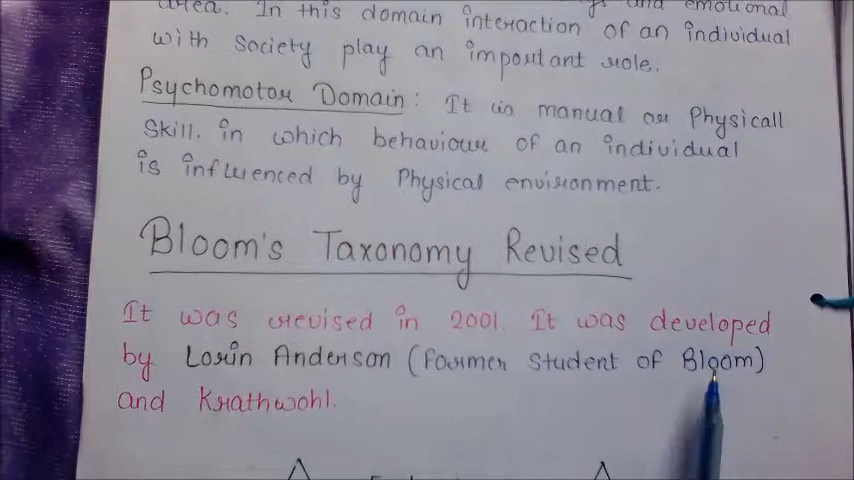 area. In this domain interaction of an individual and emotional
with society play an important role.
Psychomotor Domain: It is manual or Physicall
Skill. in which behaviour of an individual
is influenced by Physical environment.
Bloom's Taxonomy Revised
It was revised in 2001. It was developed
by Lorin Anderson (Former Student of Bloom)
and Krathwohl.